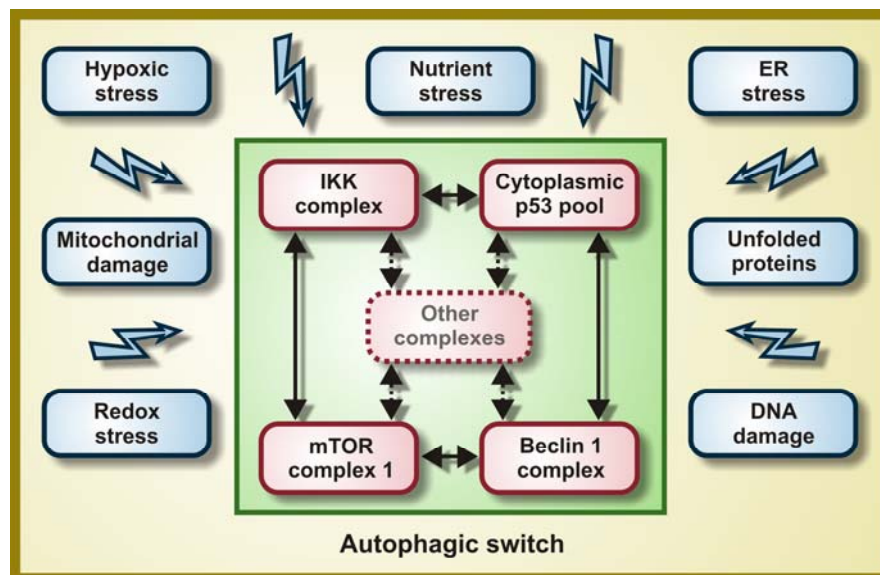 Hypoxic
stress
Nutrient
stress
ER
stress
IKK
complex
Cytoplasmic
p53 pool
Mitochondrial
damage
Unfolded
proteins
Other
complexes
Redox
stress
mTOR
complex 1
Beclin 1
complex
DNA
damage
Autophagic switch